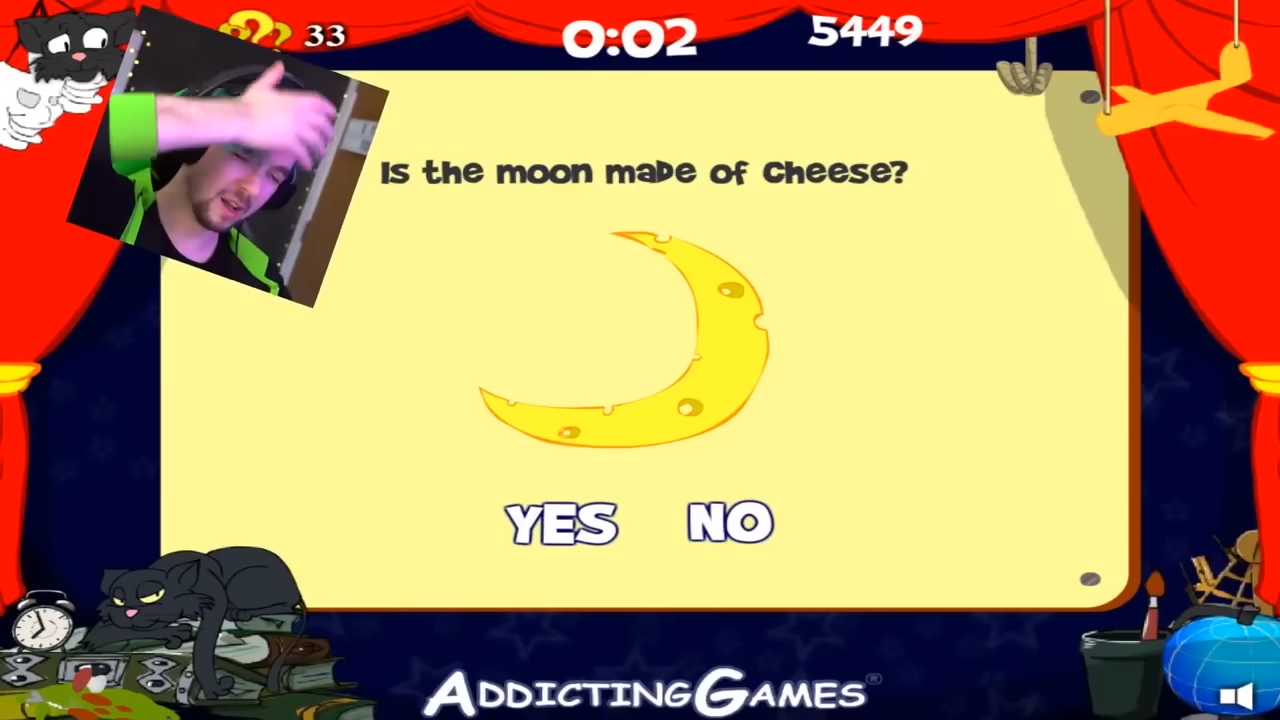 33
0:02
5449
Is the moon made of cheese?
YES NO
ADDICTINGGAMES®